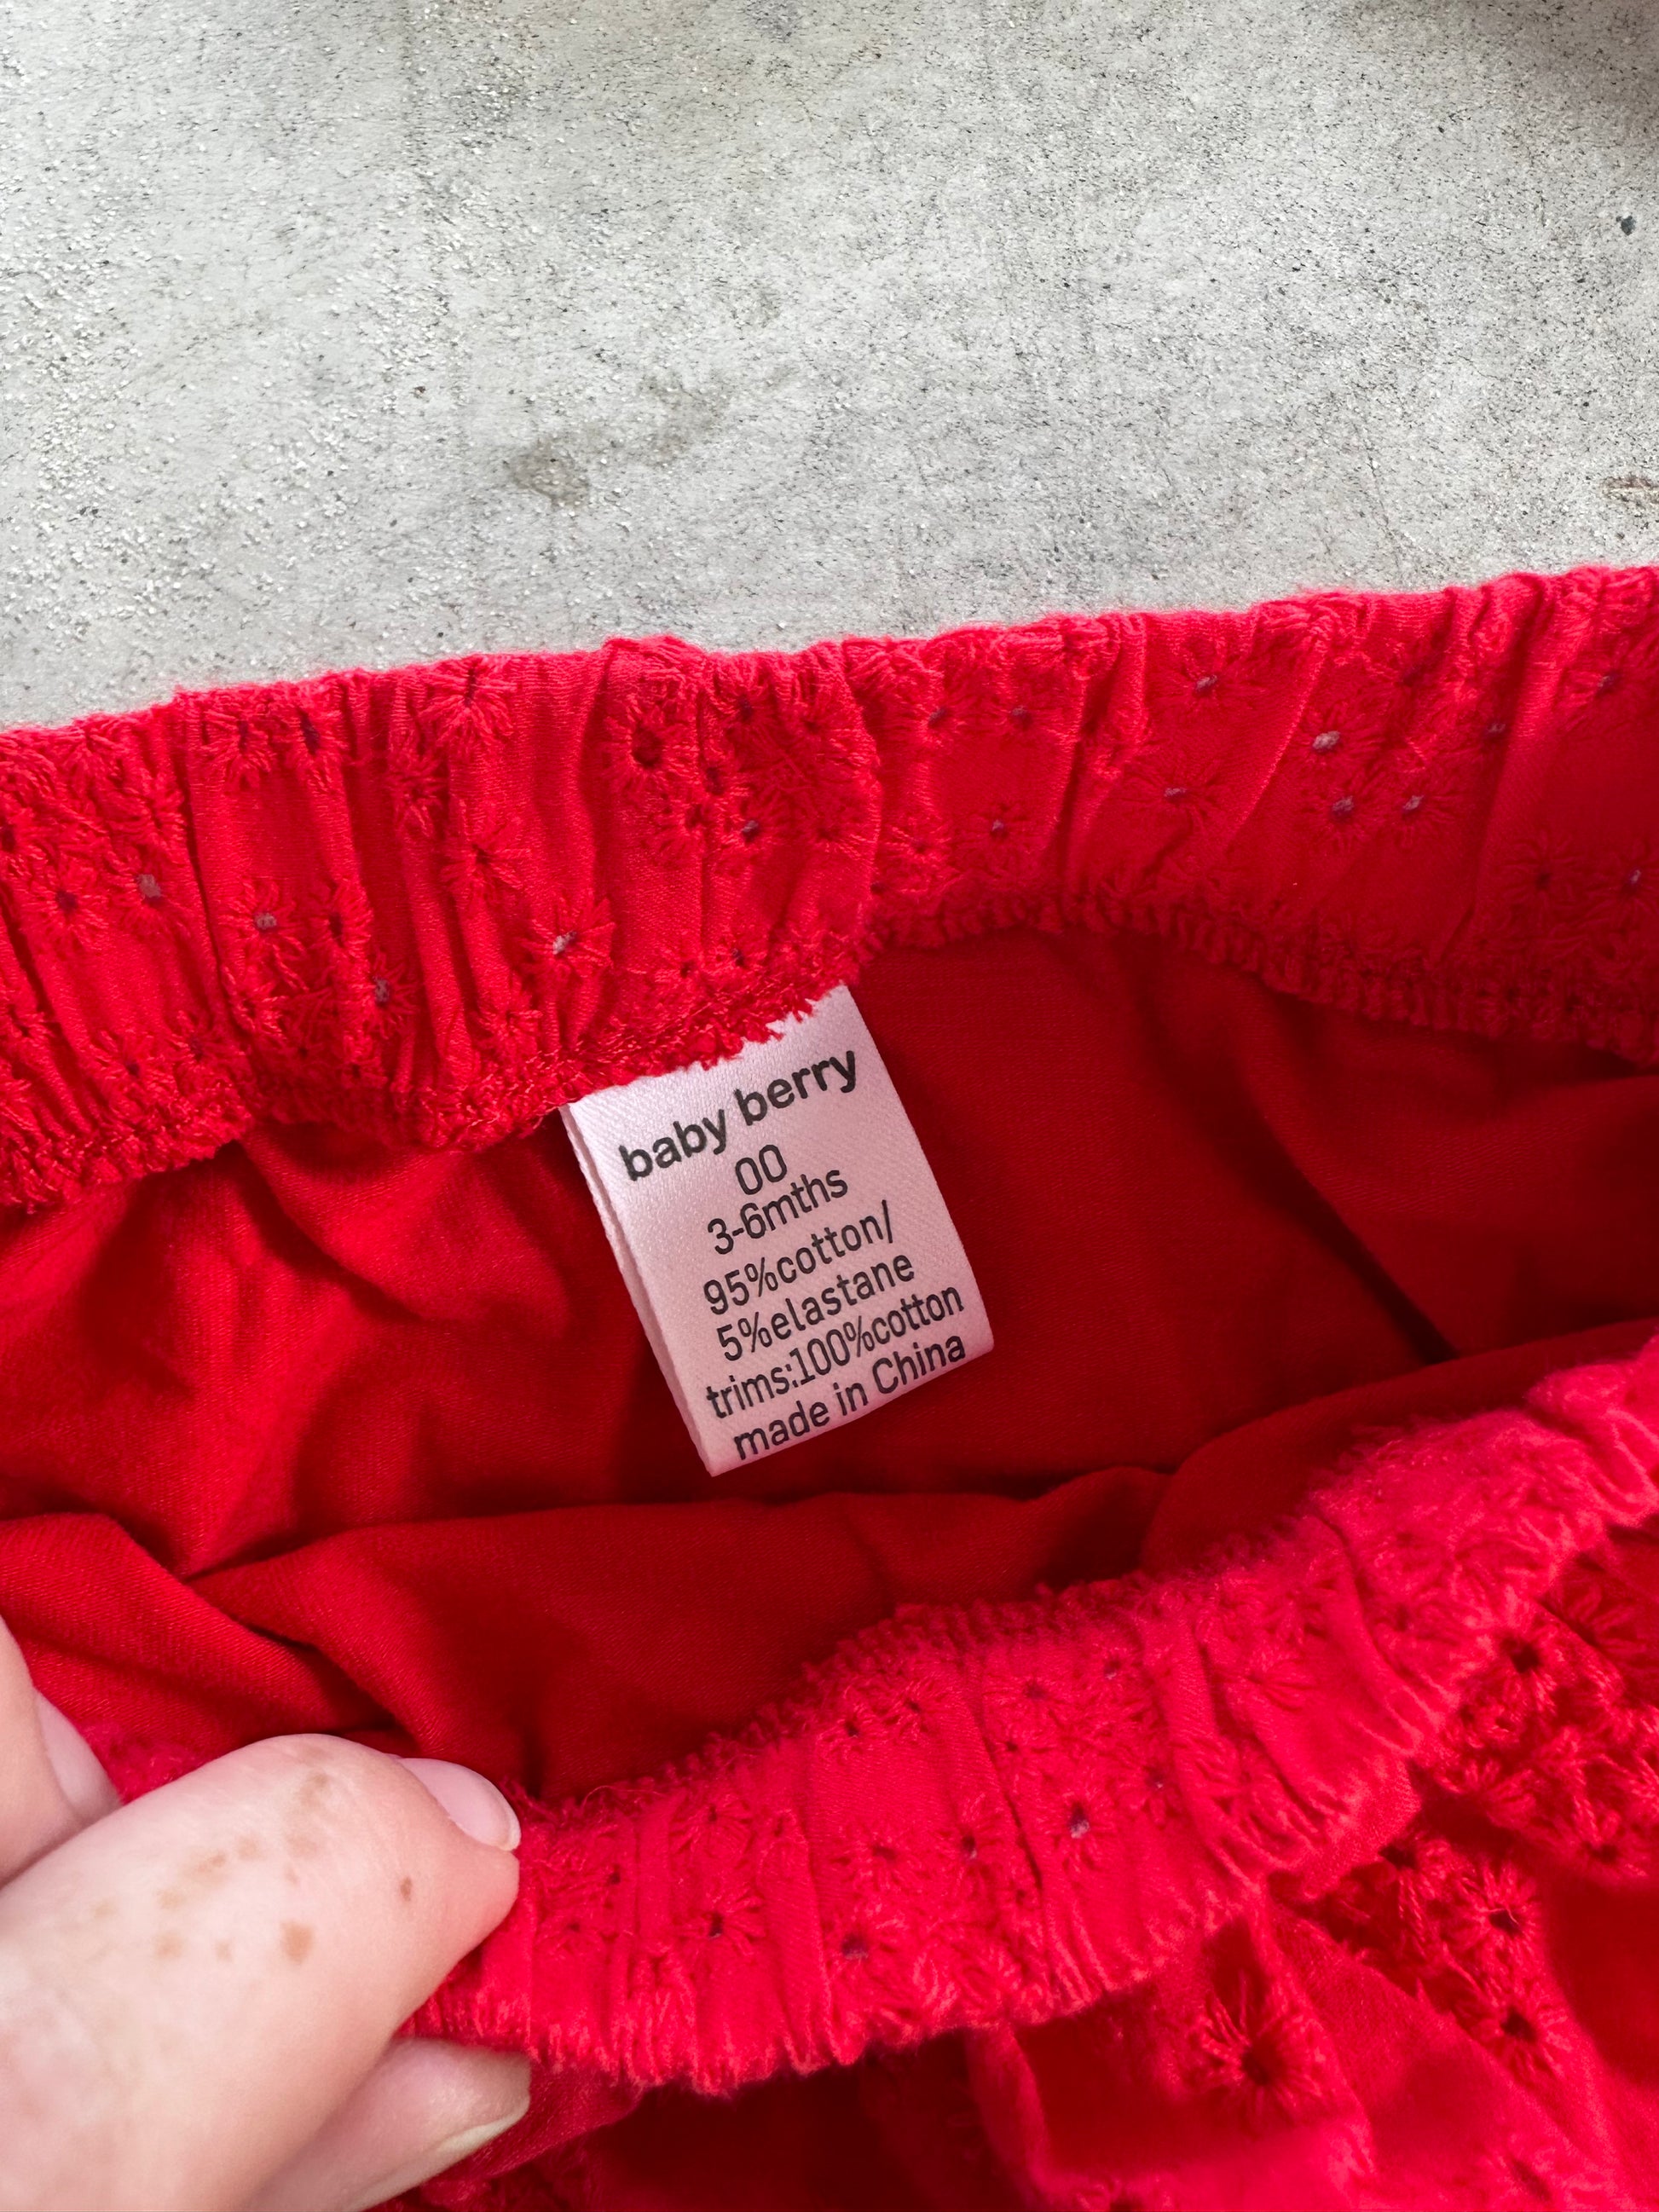 baby berry
00
3-6mths
95%cotton/
5%elastane
trims:100%cotton
made in China